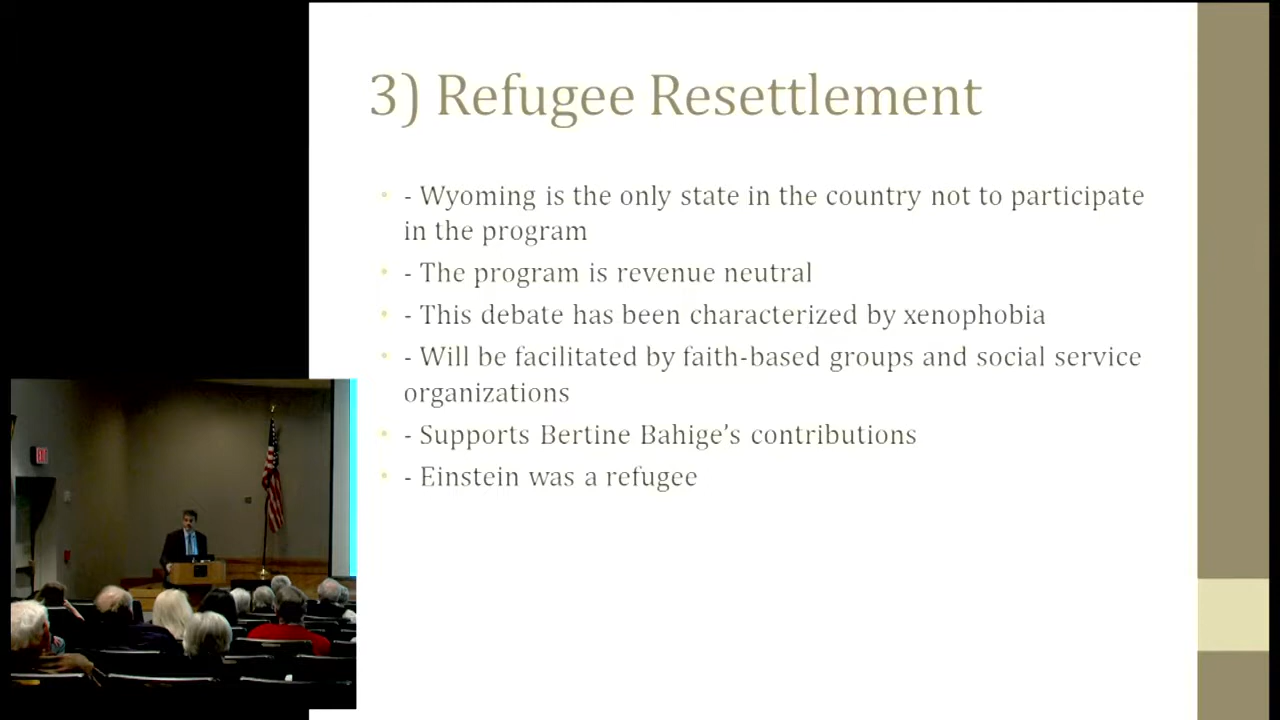 3) Refugee Resettlement
- Wyoming is the only state in the country not to participate
in the program
- The program is revenue neutral
- This debate has been characterized by xenophobia
- Will be facilitated by faith-based groups and social service
organizations
- Supports Bertine Bahige’s contributions
- Einstein was a refugee